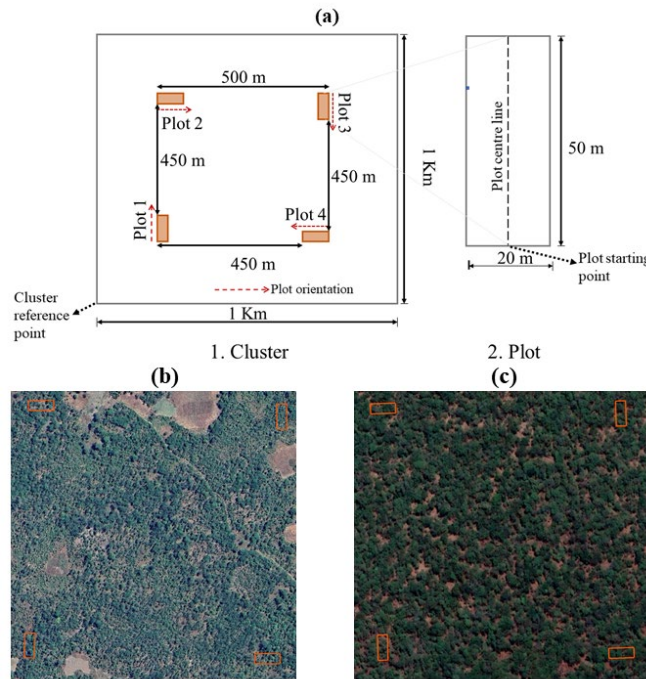 (a)
500 m
Plot 2
Plot 3
450 m
450 m
Plot 1
Plot 4
450 m
Plot orientation
Cluster
reference
point
1 Km
1 Km
1. Cluster
Plot centre line
50 m
20 m
Plot starting
point
2. Plot
(b)
(c)